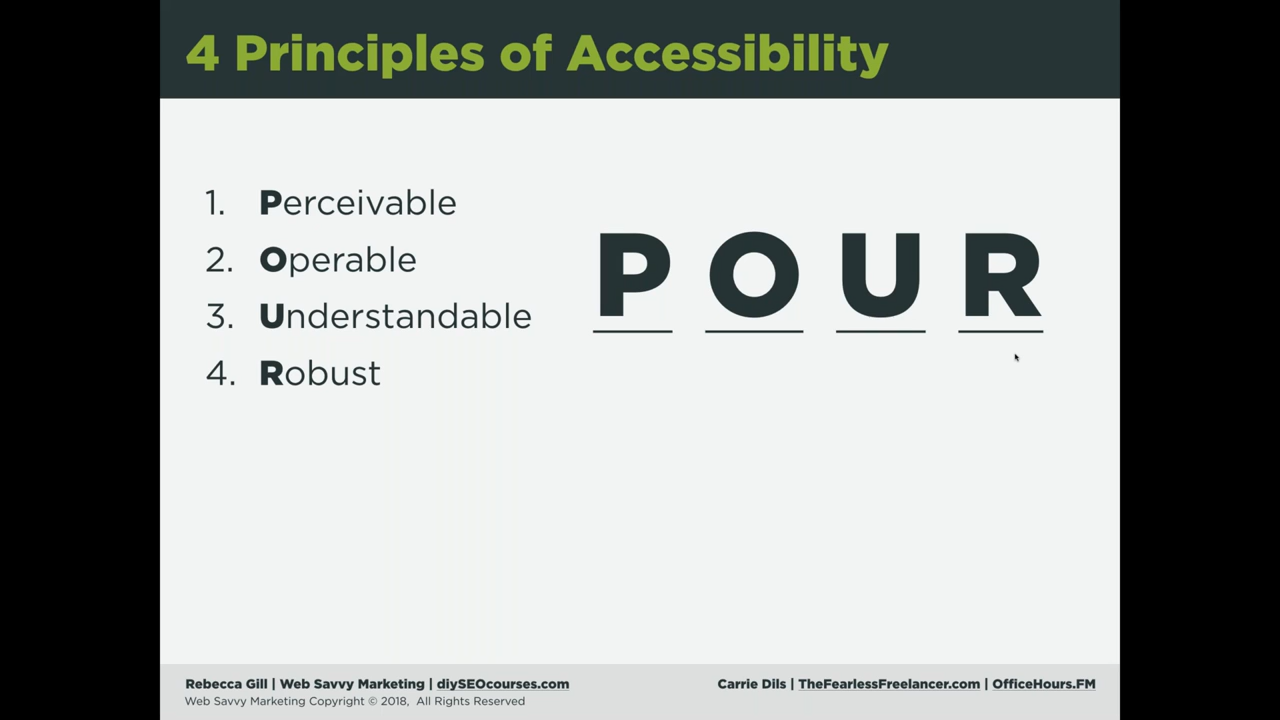 4 Principles of Accessibility
1. Perceivable
2. Operable
3. Understandable
4. Robust
P O U R
Rebecca Gill | Web Savvy Marketing | diySEOcourses.com
Web Savvy Marketing Copyright © 2018, All Rights Reserved
Carrie Dils | TheFearlessFreelancer.com | OfficeHours.FM